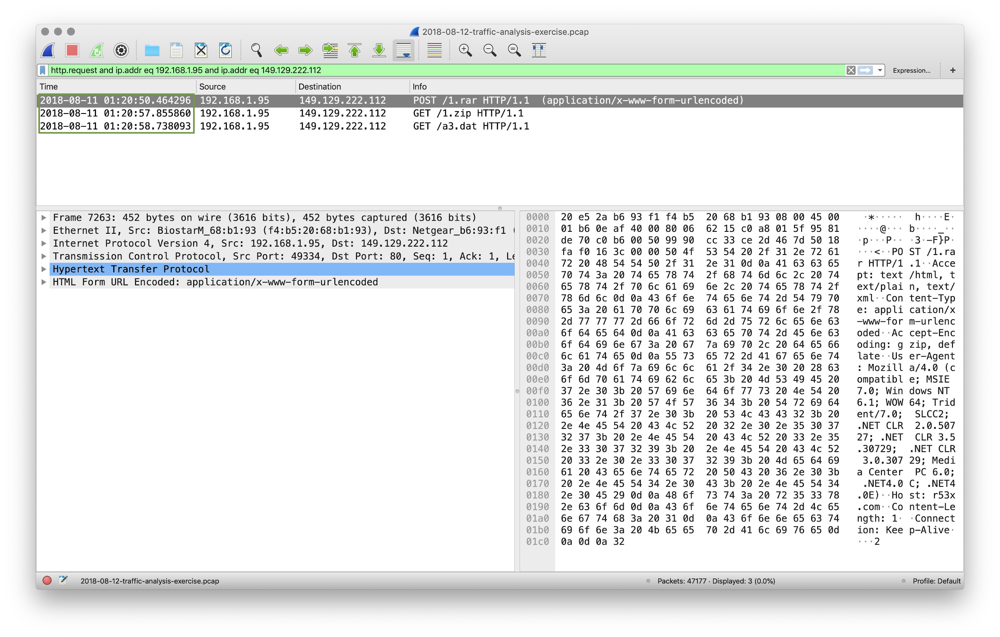 2018-08-12-traffic-analysis-exercise.pcap
http.request and ip.addr eq 192.168.1.95 and ip.addr eq 149.129.222.112 Expression... +
Time Source Destination Info
2018-08-11 01:20:50.464296 192.168.1.95 149.129.222.112 POST /1.rar HTTP/1.1 (application/x-www-form-urlencoded)
2018-08-11 01:20:57.855860 192.168.1.95 149.129.222.112 GET /1.zip HTTP/1.1
2018-08-11 01:20:58.738093 192.168.1.95 149.129.222.112 GET /a3.dat HTTP/1.1
Frame 7263: 452 bytes on wire (3616 bits), 452 bytes captured (3616 bits)
Ethernet II, Src: BiostarM_68:b1:93 (f4:b5:20:68:b1:93), Dst: Netgear_b6:93:f1 (
Internet Protocol Version 4, Src: 192.168.1.95, Dst: 149.129.222.112
Transmission Control Protocol, Src Port: 49334, Dst Port: 80, Seq: 1, Ack: 1, Le
Hypertext Transfer Protocol
HTML Form URL Encoded: application/x-www-form-urlencoded
0000 20 e5 2a b6 93 f1 f4 b5 20 68 b1 93 08 00 45 00 ·*····· h····E·
0010 01 b6 0e af 40 00 80 06 62 15 c0 a8 01 5f 95 81 ····@··· b····_··
0020 de 70 c0 b6 00 50 99 90 cc 33 ce 2d 46 7d 50 18 ·p···P·· ·3·-F}P·
0030 fa f0 16 3c 00 00 50 4f 53 54 20 2f 31 2e 72 61 ···<··PO ST /1.ra
0040 72 20 48 54 54 50 2f 31 2e 31 0d 0a 41 63 63 65 r HTTP/1 .1··Acce
0050 70 74 3a 20 74 65 78 74 2f 68 74 6d 6c 2c 20 74 pt: text /html, t
0060 65 78 74 2f 70 6c 61 69 6e 2c 20 74 65 78 74 2f ext/plai n, text/
0070 78 6d 6c 0d 0a 43 6f 6e 74 65 6e 74 2d 54 79 70 xml··Con tent-Typ
0080 65 3a 20 61 70 70 6c 69 63 61 74 69 6f 6e 2f 78 e: appli cation/x
0090 2d 77 77 77 2d 66 6f 72 6d 2d 75 72 6c 65 6e 63 -www-for m-urlenc
00a0 6f 64 65 64 0d 0a 41 63 63 65 70 74 2d 45 6e 63 oded··Ac cept-Enc
00b0 6f 64 69 6e 67 3a 20 67 7a 69 70 2c 20 64 65 66 oding: g zip, def
00c0 6c 61 74 65 0d 0a 55 73 65 72 2d 41 67 65 6e 74 late··Us er-Agent
00d0 3a 20 4d 6f 7a 69 6c 6c 61 2f 34 2e 30 20 28 63 : Mozill a/4.0 (c
00e0 6f 6d 70 61 74 69 62 6c 65 3b 20 4d 53 49 45 20 ompatibl e; MSIE
00f0 37 2e 30 3b 20 57 69 6e 64 6f 77 73 20 4e 54 20 7.0; Win dows NT
0100 36 2e 31 3b 20 57 4f 57 36 34 3b 20 54 72 69 64 6.1; WOW 64; Trid
0110 65 6e 74 2f 37 2e 30 3b 20 53 4c 43 43 32 3b 20 ent/7.0; SLCC2;
0120 2e 4e 45 54 20 43 4c 52 20 32 2e 30 2e 35 30 37 .NET CLR 2.0.507
0130 32 37 3b 20 2e 4e 45 54 20 43 4c 52 20 33 2e 35 27; .NET CLR 3.5
0140 2e 33 30 37 32 39 3b 20 2e 4e 45 54 20 43 4c 52 .30729; .NET CLR
0150 20 33 2e 30 2e 33 30 37 32 39 3b 20 4d 65 64 69 3.0.307 29; Medi
0160 61 20 43 65 6e 74 65 72 20 50 43 20 36 2e 30 3b a Center PC 6.0;
0170 20 2e 4e 45 54 34 2e 30 43 3b 20 2e 4e 45 54 34 .NET4.0 C; .NET4
0180 2e 30 45 29 0d 0a 48 6f 73 74 3a 20 72 35 33 78 .0E)··Ho st: r53x
0190 2e 63 6f 6d 0d 0a 43 6f 6e 74 65 6e 74 2d 4c 65 .com··Co ntent-Le
01a0 6e 67 74 68 3a 20 31 0d 0a 43 6f 6e 6e 65 63 74 ngth: 1· ·Connect
01b0 69 6f 6e 3a 20 4b 65 65 70 2d 41 6c 69 76 65 0d ion: Kee p-Alive·
01c0 0a 0d 0a 32 ···2
2018-08-12-traffic-analysis-exercise.pcap Packets: 47177 · Displayed: 3 (0.0%) Profile: Default